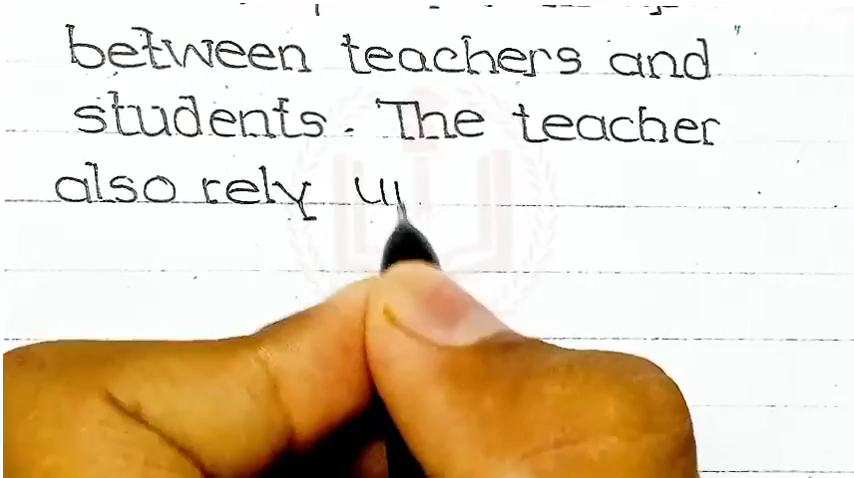 between teachers and
students. The teacher
also rely